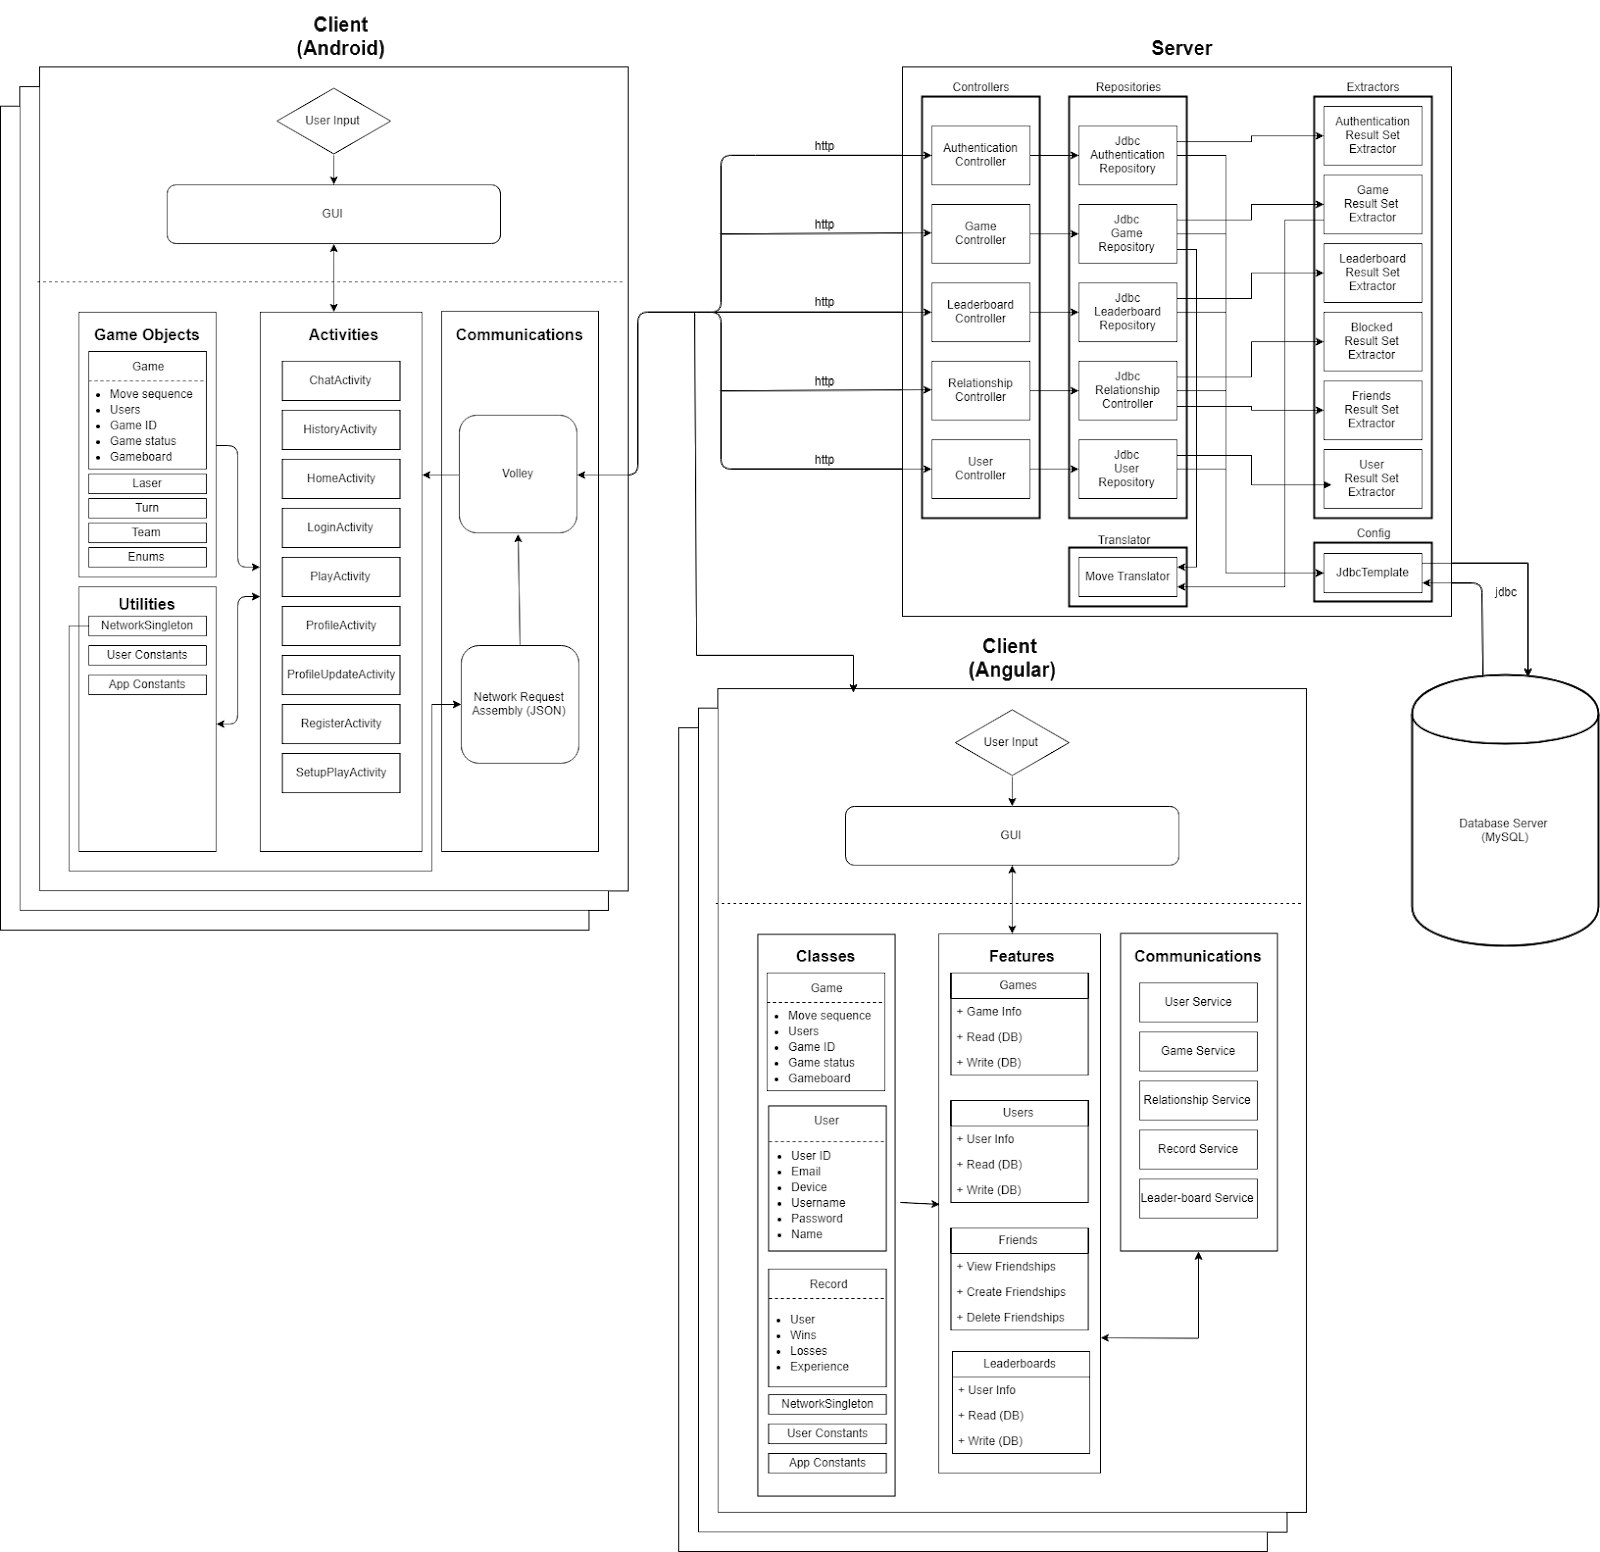 Client
(Android)
User Input
GUI
Game Objects
Game
Move sequence
Users
Game ID
Game status
Gameboard
Laser
Turn
Team
Enums
Utilities
NetworkSingleton
User Constants
App Constants
Activities
ChatActivity
HistoryActivity
HomeActivity
LoginActivity
PlayActivity
ProfileActivity
ProfileUpdateActivity
RegisterActivity
SetupPlayActivity
Communications
Volley
Network Request
Assembly (JSON)
http
http
http
http
http
Server
Controllers
Authentication
Controller
Game
Controller
Leaderboard
Controller
Relationship
Controller
User
Controller
Repositories
Jdbc
Authentication
Repository
Jdbc
Game
Repository
Jdbc
Leaderboard
Repository
Jdbc
Relationship
Controller
Jdbc
User
Repository
Translator
Move Translator
Extractors
Authentication
Result Set
Extractor
Game
Result Set
Extractor
Leaderboard
Result Set
Extractor
Blocked
Result Set
Extractor
Friends
Result Set
Extractor
User
Result Set
Extractor
Config
JdbcTemplate
jdbc
Database Server
(MySQL)
Client
(Angular)
User Input
GUI
Classes
Game
Move sequence
Users
Game ID
Game status
Gameboard
User
User ID
Email
Device
Username
Password
Name
Record
User
Wins
Losses
Experience
NetworkSingleton
User Constants
App Constants
Features
Games
+ Game Info
+ Read (DB)
+ Write (DB)
Users
+ User Info
+ Read (DB)
+ Write (DB)
Friends
+ View Friendships
+ Create Friendships
+ Delete Friendships
Leaderboards
+ User Info
+ Read (DB)
+ Write (DB)
Communications
User Service
Game Service
Relationship Service
Record Service
Leader-board Service